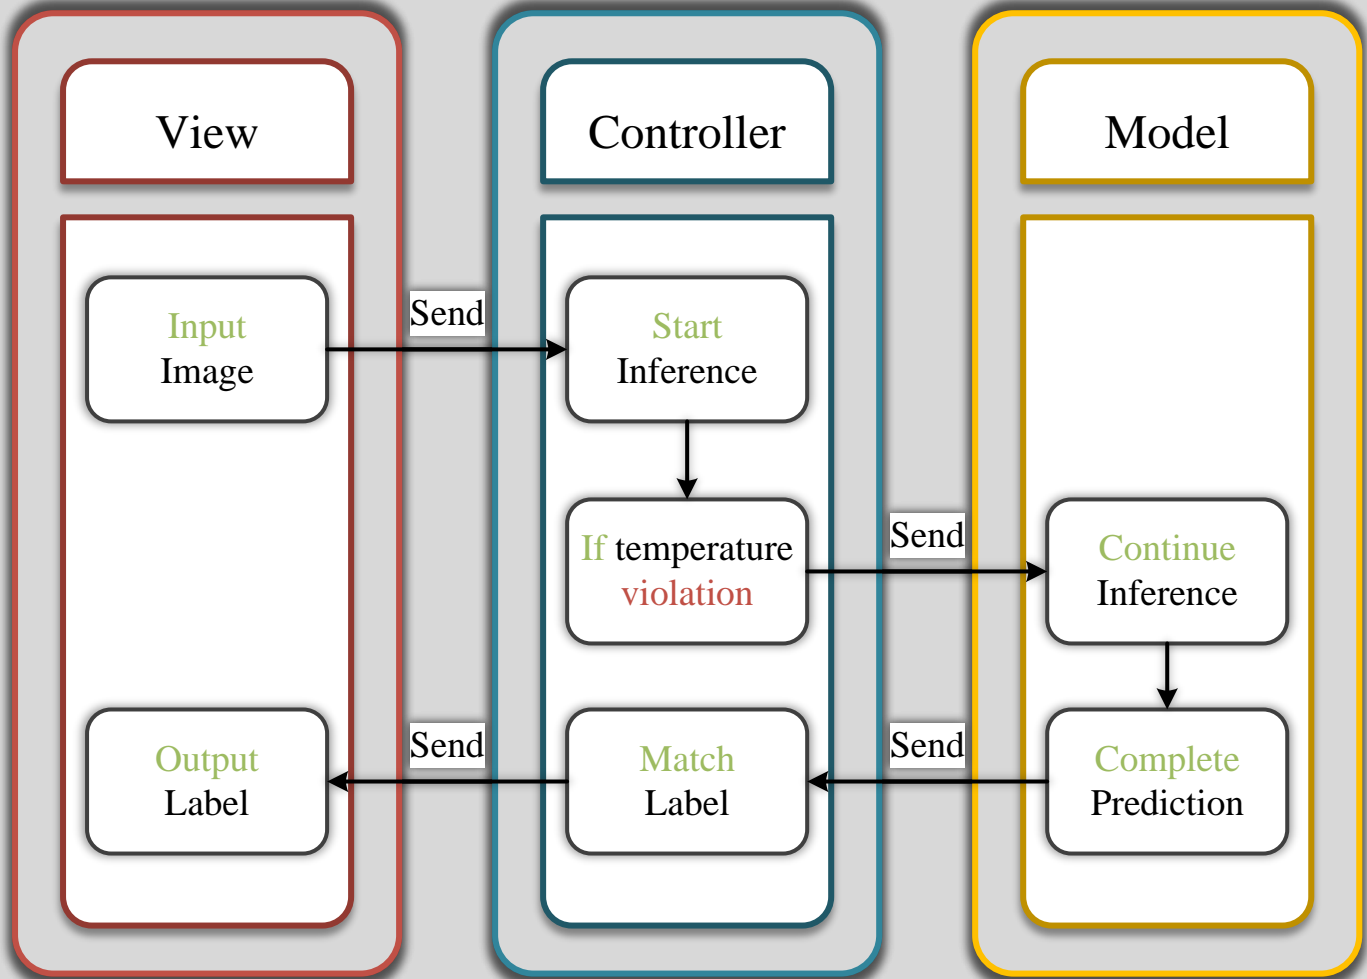 View
Controller
Model
Input
Image
Send
Start
Inference
If temperature
violation
Send
Continue
Inference
Output
Label
Send
Match
Label
Send
Complete
Prediction